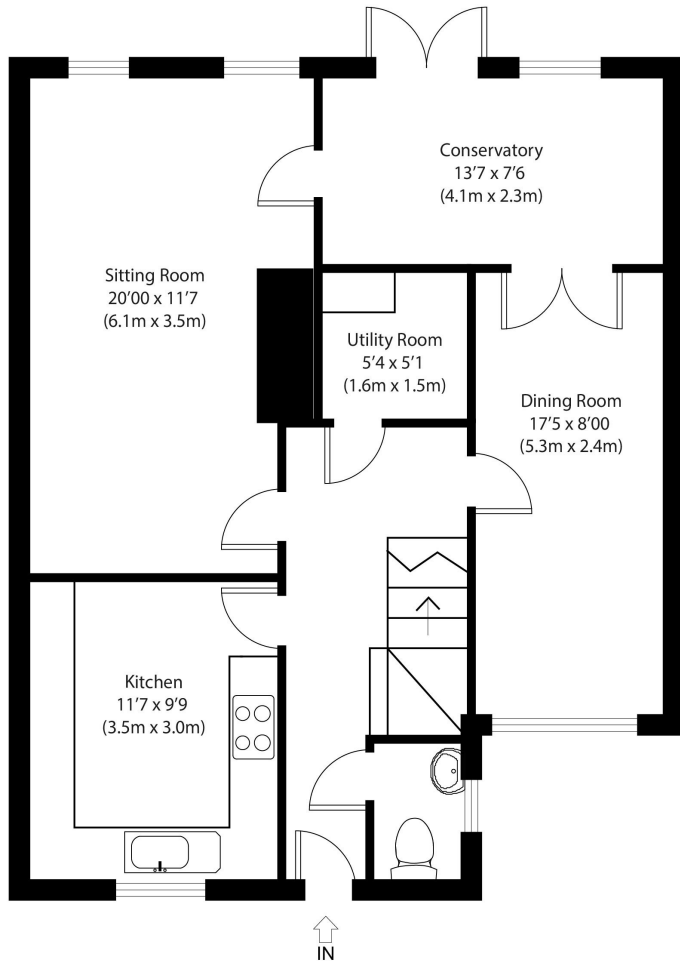 Conservatory
13'7 x 7'6
(4.1m x 2.3m)
Sitting Room
20'00 x 11'7
(6.1m x 3.5m)
Utility Room
5'4 x 5'1
(1.6m x 1.5m)
Dining Room
17'5 x 8'00
(5.3m x 2.4m)
Kitchen
11'7 x 9'9
(3.5m x 3.0m)
IN